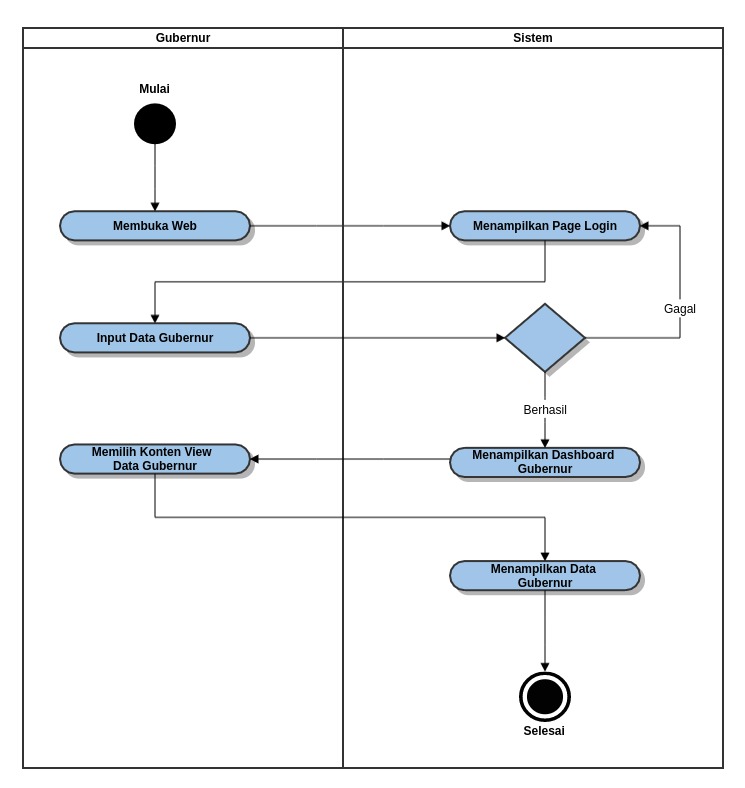 Gubernur
Sistem
Mulai
Membuka Web
Menampilkan Page Login
Input Data Gubernur
Gagal
Berhasil
Memilih Konten View
Data Gubernur
Menampilkan Dashboard
Gubernur
Menampilkan Data
Gubernur
Selesai